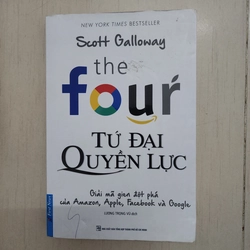 NEW YORK TIMES BESTSELLER
Scott Galloway
the
four
TỨ ĐẠI
QUYỀN LỰC
Giải mã gien đột phá
của Amazon, Apple, Facebook và Google